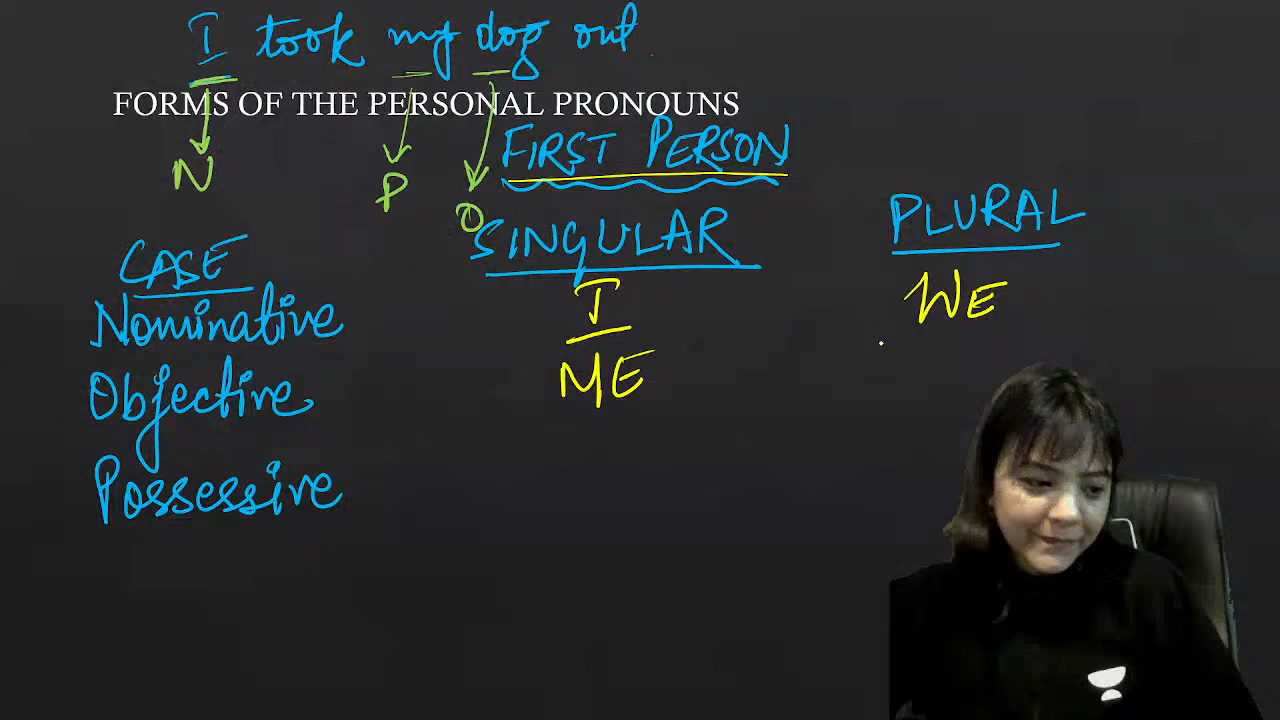 I took my dog out.
FORMS OF THE PERSONAL PRONOUNS
FIRST PERSON
N P O
SINGULAR PLURAL
CASE
Nominative I WE
Objective ME
Possessive